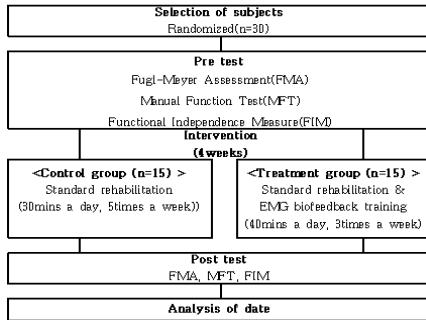 Selection of subjects
Randomized(n=30)
Pre test
Fugl-Meyer Assessment(FMA)
Manual Function Test(MFT)
Functional Independence Measure(FIM)
Intervention
(4weeks)
<Control group (n=15) >
Standard rehabilitation
(30mins a day, 5times a week))
<Treatment group (n=15) >
Standard rehabilitation &
EMG biofeedback training
(40mins a day, 3times a week)
Post test
FMA, MFT, FIM
Analysis of date